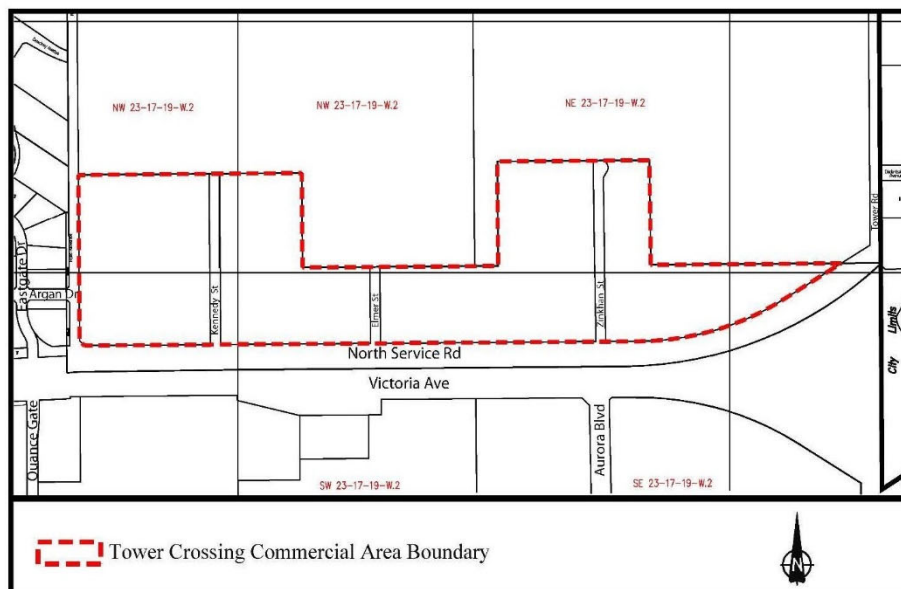 NW 23-17-19-W.2
NW 23-17-19-W.2
NE 23-17-19-W.2
Tower Rd
Eastgate Dr
Argan Dr
Kennedy St
Elmer St
Zinkhan St
City Limits
North Service Rd
Victoria Ave
Quance Gate
Aurora Blvd
SW 23-17-19-W.2
SE 23-17-19-W.2
Tower Crossing Commercial Area Boundary
N